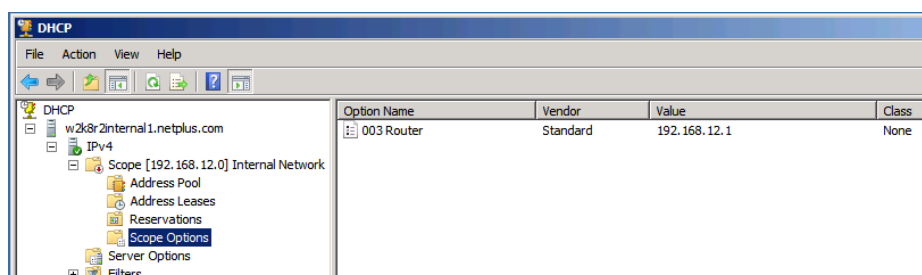 DHCP
File Action View Help
DHCP
w2k8r2internal1.netplus.com
IPv4
Scope [192.168.12.0] Internal Network
Address Pool
Address Leases
Reservations
Scope Options
Server Options
Filters
Option Name Vendor Value Class
003 Router Standard 192.168.12.1 None